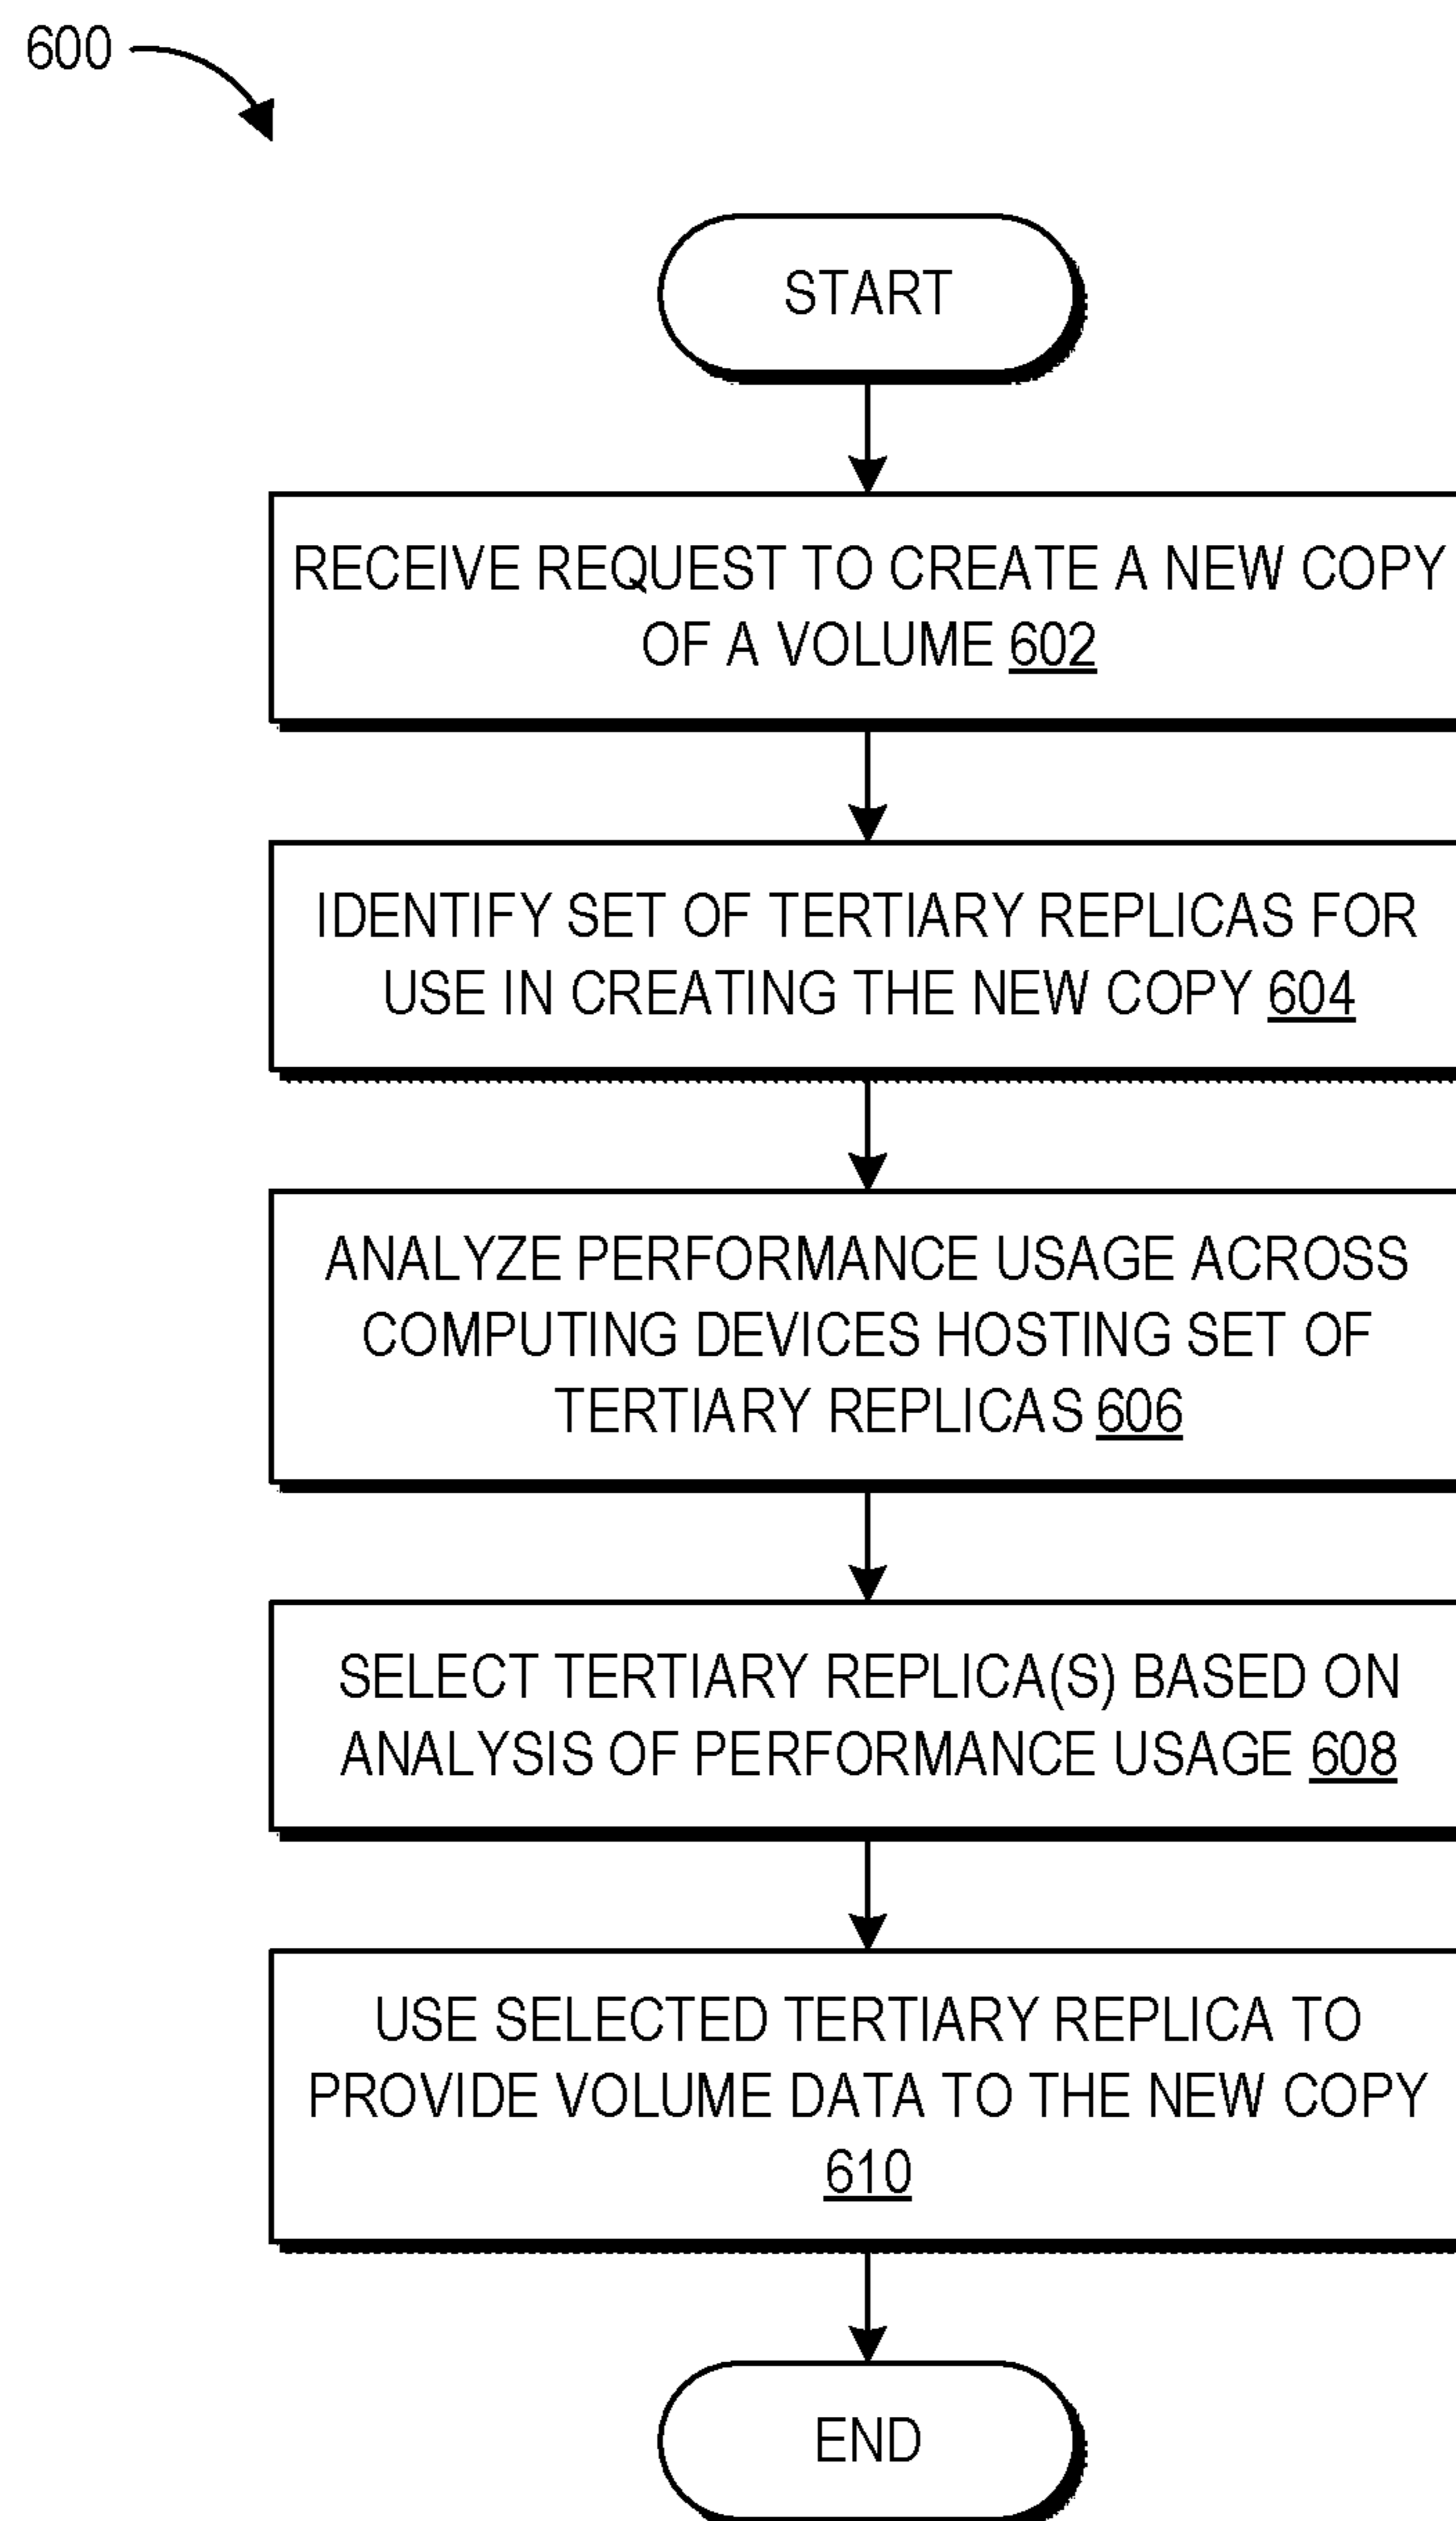 600
START
RECEIVE REQUEST TO CREATE A NEW COPY
OF A VOLUME 602
IDENTIFY SET OF TERTIARY REPLICAS FOR
USE IN CREATING THE NEW COPY 604
ANALYZE PERFORMANCE USAGE ACROSS
COMPUTING DEVICES HOSTING SET OF
TERTIARY REPLICAS 606
SELECT TERTIARY REPLICA(S) BASED ON
ANALYSIS OF PERFORMANCE USAGE 608
USE SELECTED TERTIARY REPLICA TO
PROVIDE VOLUME DATA TO THE NEW COPY
610
END